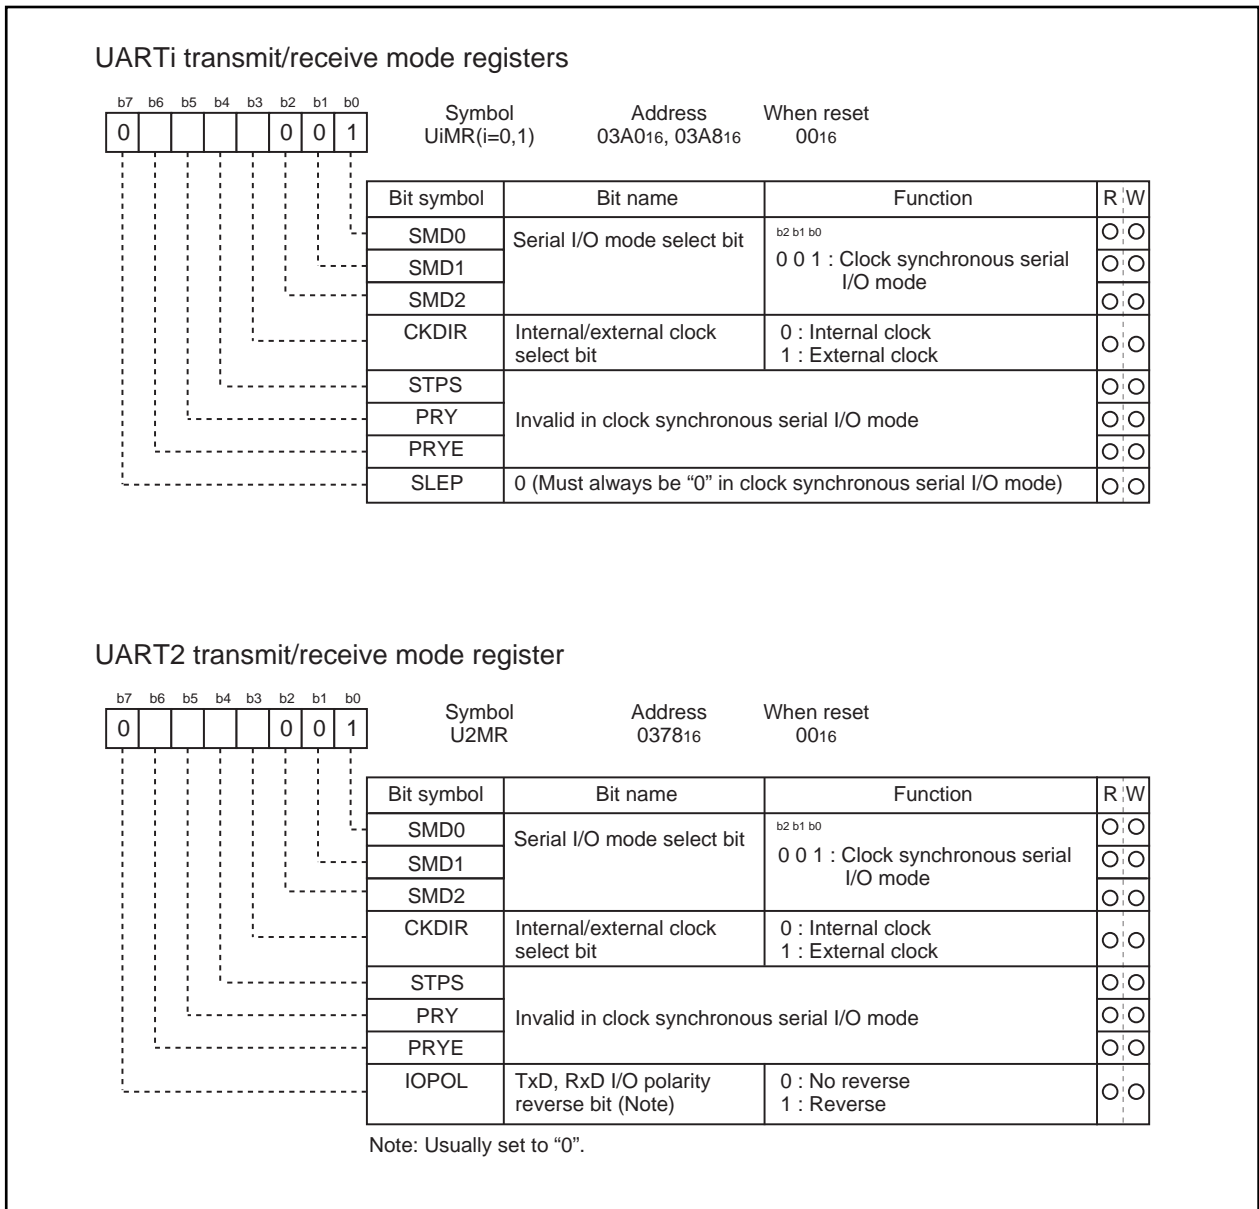 UARTi transmit/receive mode registers
b7 b6 b5 b4 b3 b2 b1 b0
0 0 0 1
Symbol Address When reset
UiMR(i=0,1) 03A016, 03A816 0016
Bit symbol Bit name Function R W
SMD0 Serial I/O mode select bit b2 b1 b0
SMD1 0 0 1 : Clock synchronous serial
I/O mode
SMD2
CKDIR Internal/external clock 0 : Internal clock
select bit 1 : External clock
STPS
PRY Invalid in clock synchronous serial I/O mode
PRYE
SLEP 0 (Must always be “0” in clock synchronous serial I/O mode)
UART2 transmit/receive mode register
b7 b6 b5 b4 b3 b2 b1 b0
0 0 0 1
Symbol Address When reset
U2MR 037816 0016
Bit symbol Bit name Function R W
SMD0 Serial I/O mode select bit b2 b1 b0
SMD1 0 0 1 : Clock synchronous serial
I/O mode
SMD2
CKDIR Internal/external clock 0 : Internal clock
select bit 1 : External clock
STPS
PRY Invalid in clock synchronous serial I/O mode
PRYE
IOPOL TxD, RxD I/O polarity 0 : No reverse
reverse bit (Note) 1 : Reverse
Note: Usually set to “0”.